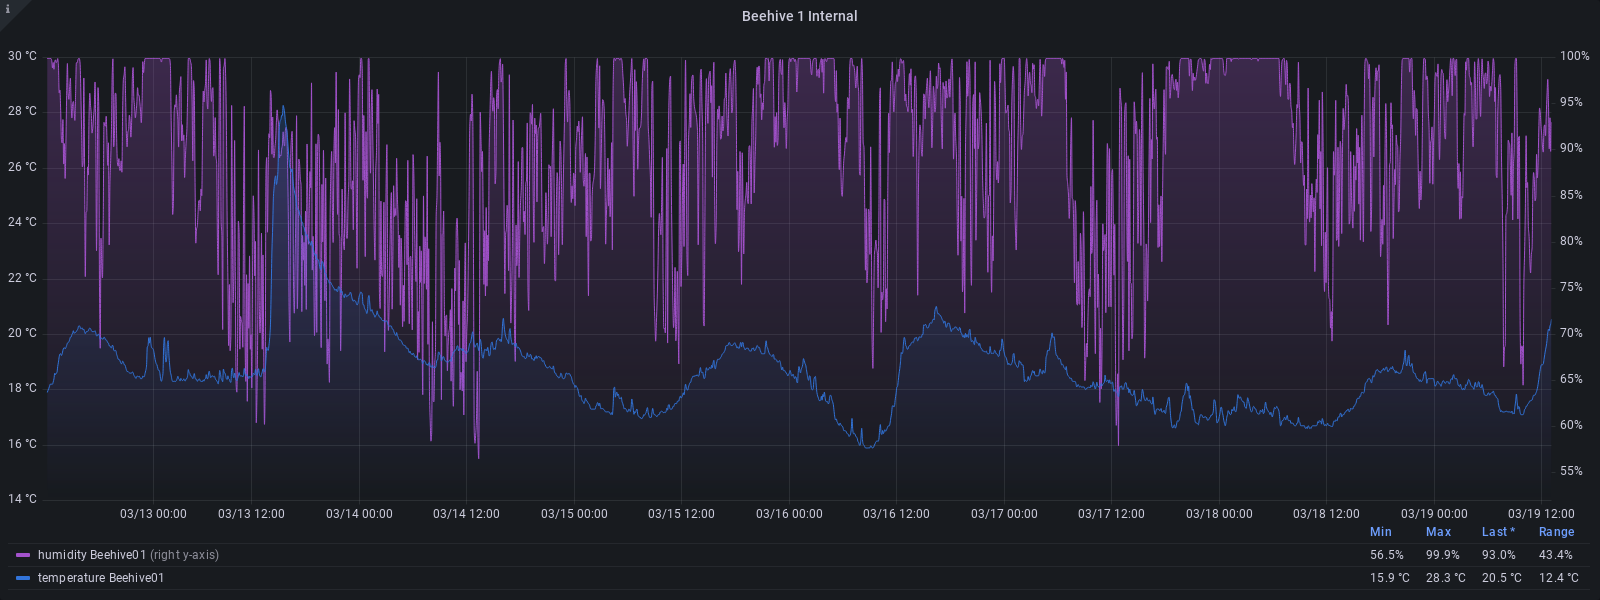 i
Beehive 1 Internal
30 °C 100%
28 °C 95%
26 °C 90%
24 °C 85%
22 °C 80%
20 °C 75%
18 °C 70%
16 °C 65%
14 °C 60%
55%
03/13 00:00 03/13 12:00 03/14 00:00 03/14 12:00 03/15 00:00 03/15 12:00 03/16 00:00 03/16 12:00 03/17 00:00 03/17 12:00 03/18 00:00 03/18 12:00 03/19 00:00 03/19 12:00
Min Max Last * Range
humidity Beehive01 (right y-axis) 56.5% 99.9% 93.0% 43.4%
temperature Beehive01 15.9 °C 28.3 °C 20.5 °C 12.4 °C